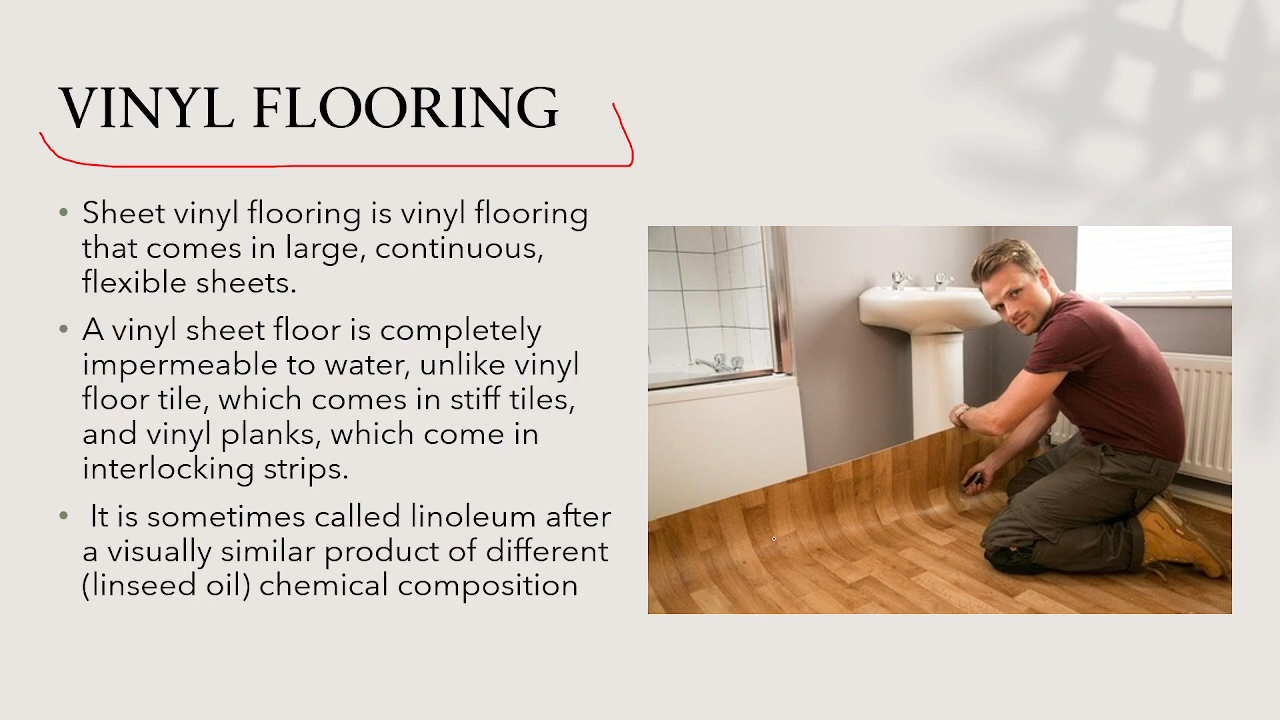 VINYL FLOORING
• Sheet vinyl flooring is vinyl flooring
that comes in large, continuous,
flexible sheets.
• A vinyl sheet floor is completely
impermeable to water, unlike vinyl
floor tile, which comes in stiff tiles,
and vinyl planks, which come in
interlocking strips.
• It is sometimes called linoleum after
a visually similar product of different
(linseed oil) chemical composition